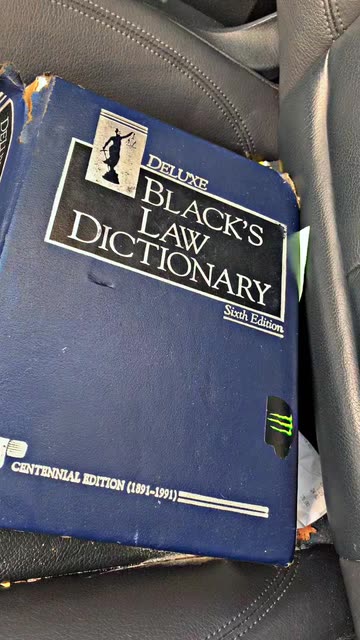 DELUXE
BLACK'S
LAW
DICTIONARY
Sixth Edition
CENTENNIAL EDITION (1891-1991)